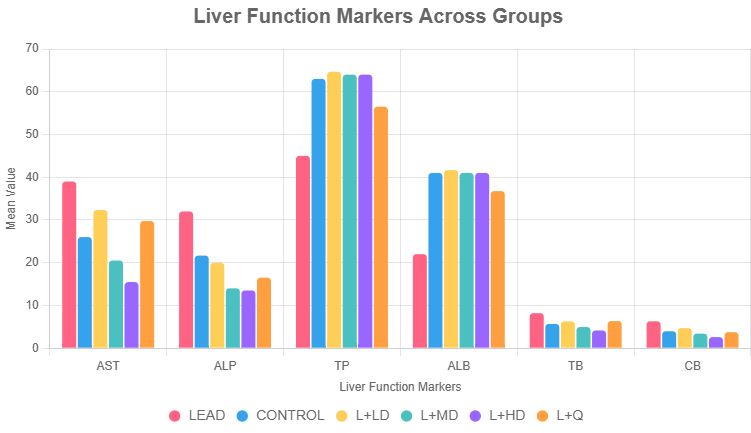 Liver Function Markers Across Groups
70
60
50
40
30
20
10
0
Mean Value
AST ALP TP ALB TB CB
Liver Function Markers
LEAD CONTROL L+LD L+MD L+HD L+Q